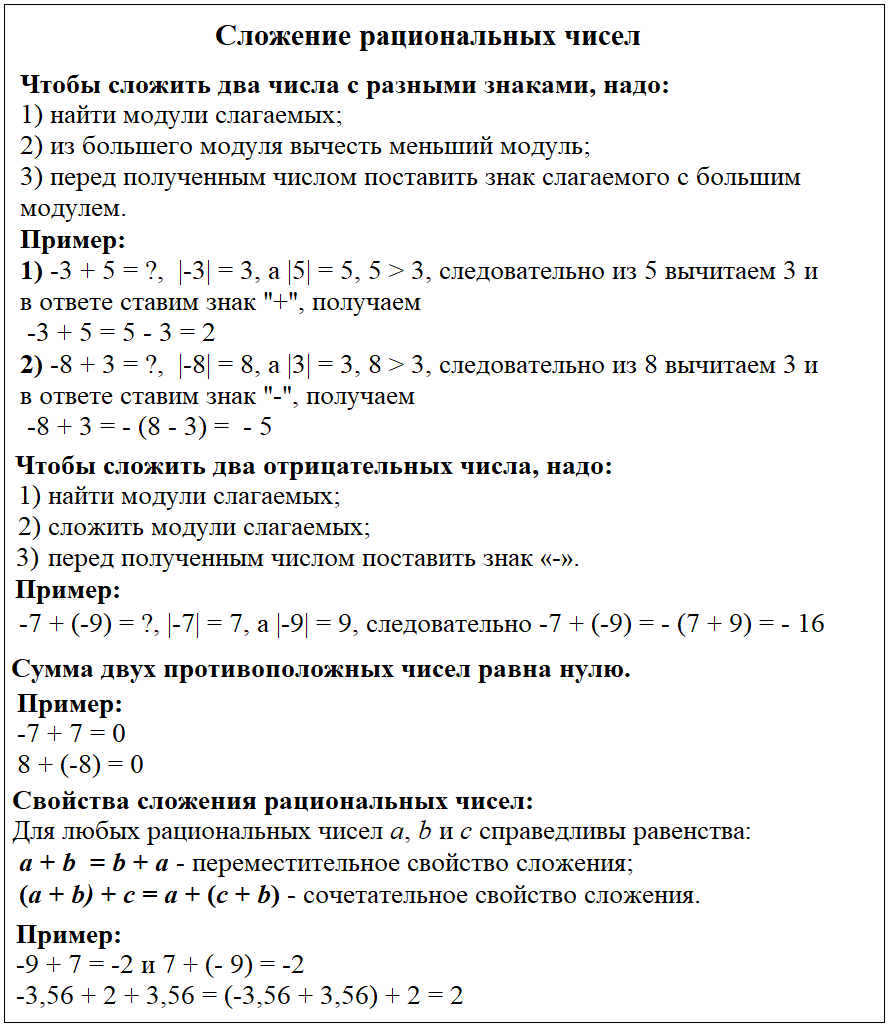 Сложение рациональных чисел
Чтобы сложить два числа с разными знаками, надо:
1) найти модули слагаемых;
2) из большего модуля вычесть меньший модуль;
3) перед полученным числом поставить знак слагаемого с большим
модулем.
Пример:
1) -3 + 5 = ?, |-3| = 3, а |5| = 5, 5 > 3, следовательно из 5 вычитаем 3 и
в ответе ставим знак "+", получаем
-3 + 5 = 5 - 3 = 2
2) -8 + 3 = ?, |-8| = 8, а |3| = 3, 8 > 3, следовательно из 8 вычитаем 3 и
в ответе ставим знак "-", получаем
-8 + 3 = - (8 - 3) = - 5
Чтобы сложить два отрицательных числа, надо:
1) найти модули слагаемых;
2) сложить модули слагаемых;
3) перед полученным числом поставить знак «-».
Пример:
-7 + (-9) = ?, |-7| = 7, а |-9| = 9, следовательно -7 + (-9) = - (7 + 9) = - 16
Сумма двух противоположных чисел равна нулю.
Пример:
-7 + 7 = 0
8 + (-8) = 0
Свойства сложения рациональных чисел:
Для любых рациональных чисел a, b и c справедливы равенства:
a + b = b + a - переместительное свойство сложения;
(a + b) + c = a + (c + b) - сочетательное свойство сложения.
Пример:
-9 + 7 = -2 и 7 + (- 9) = -2
-3,56 + 2 + 3,56 = (-3,56 + 3,56) + 2 = 2